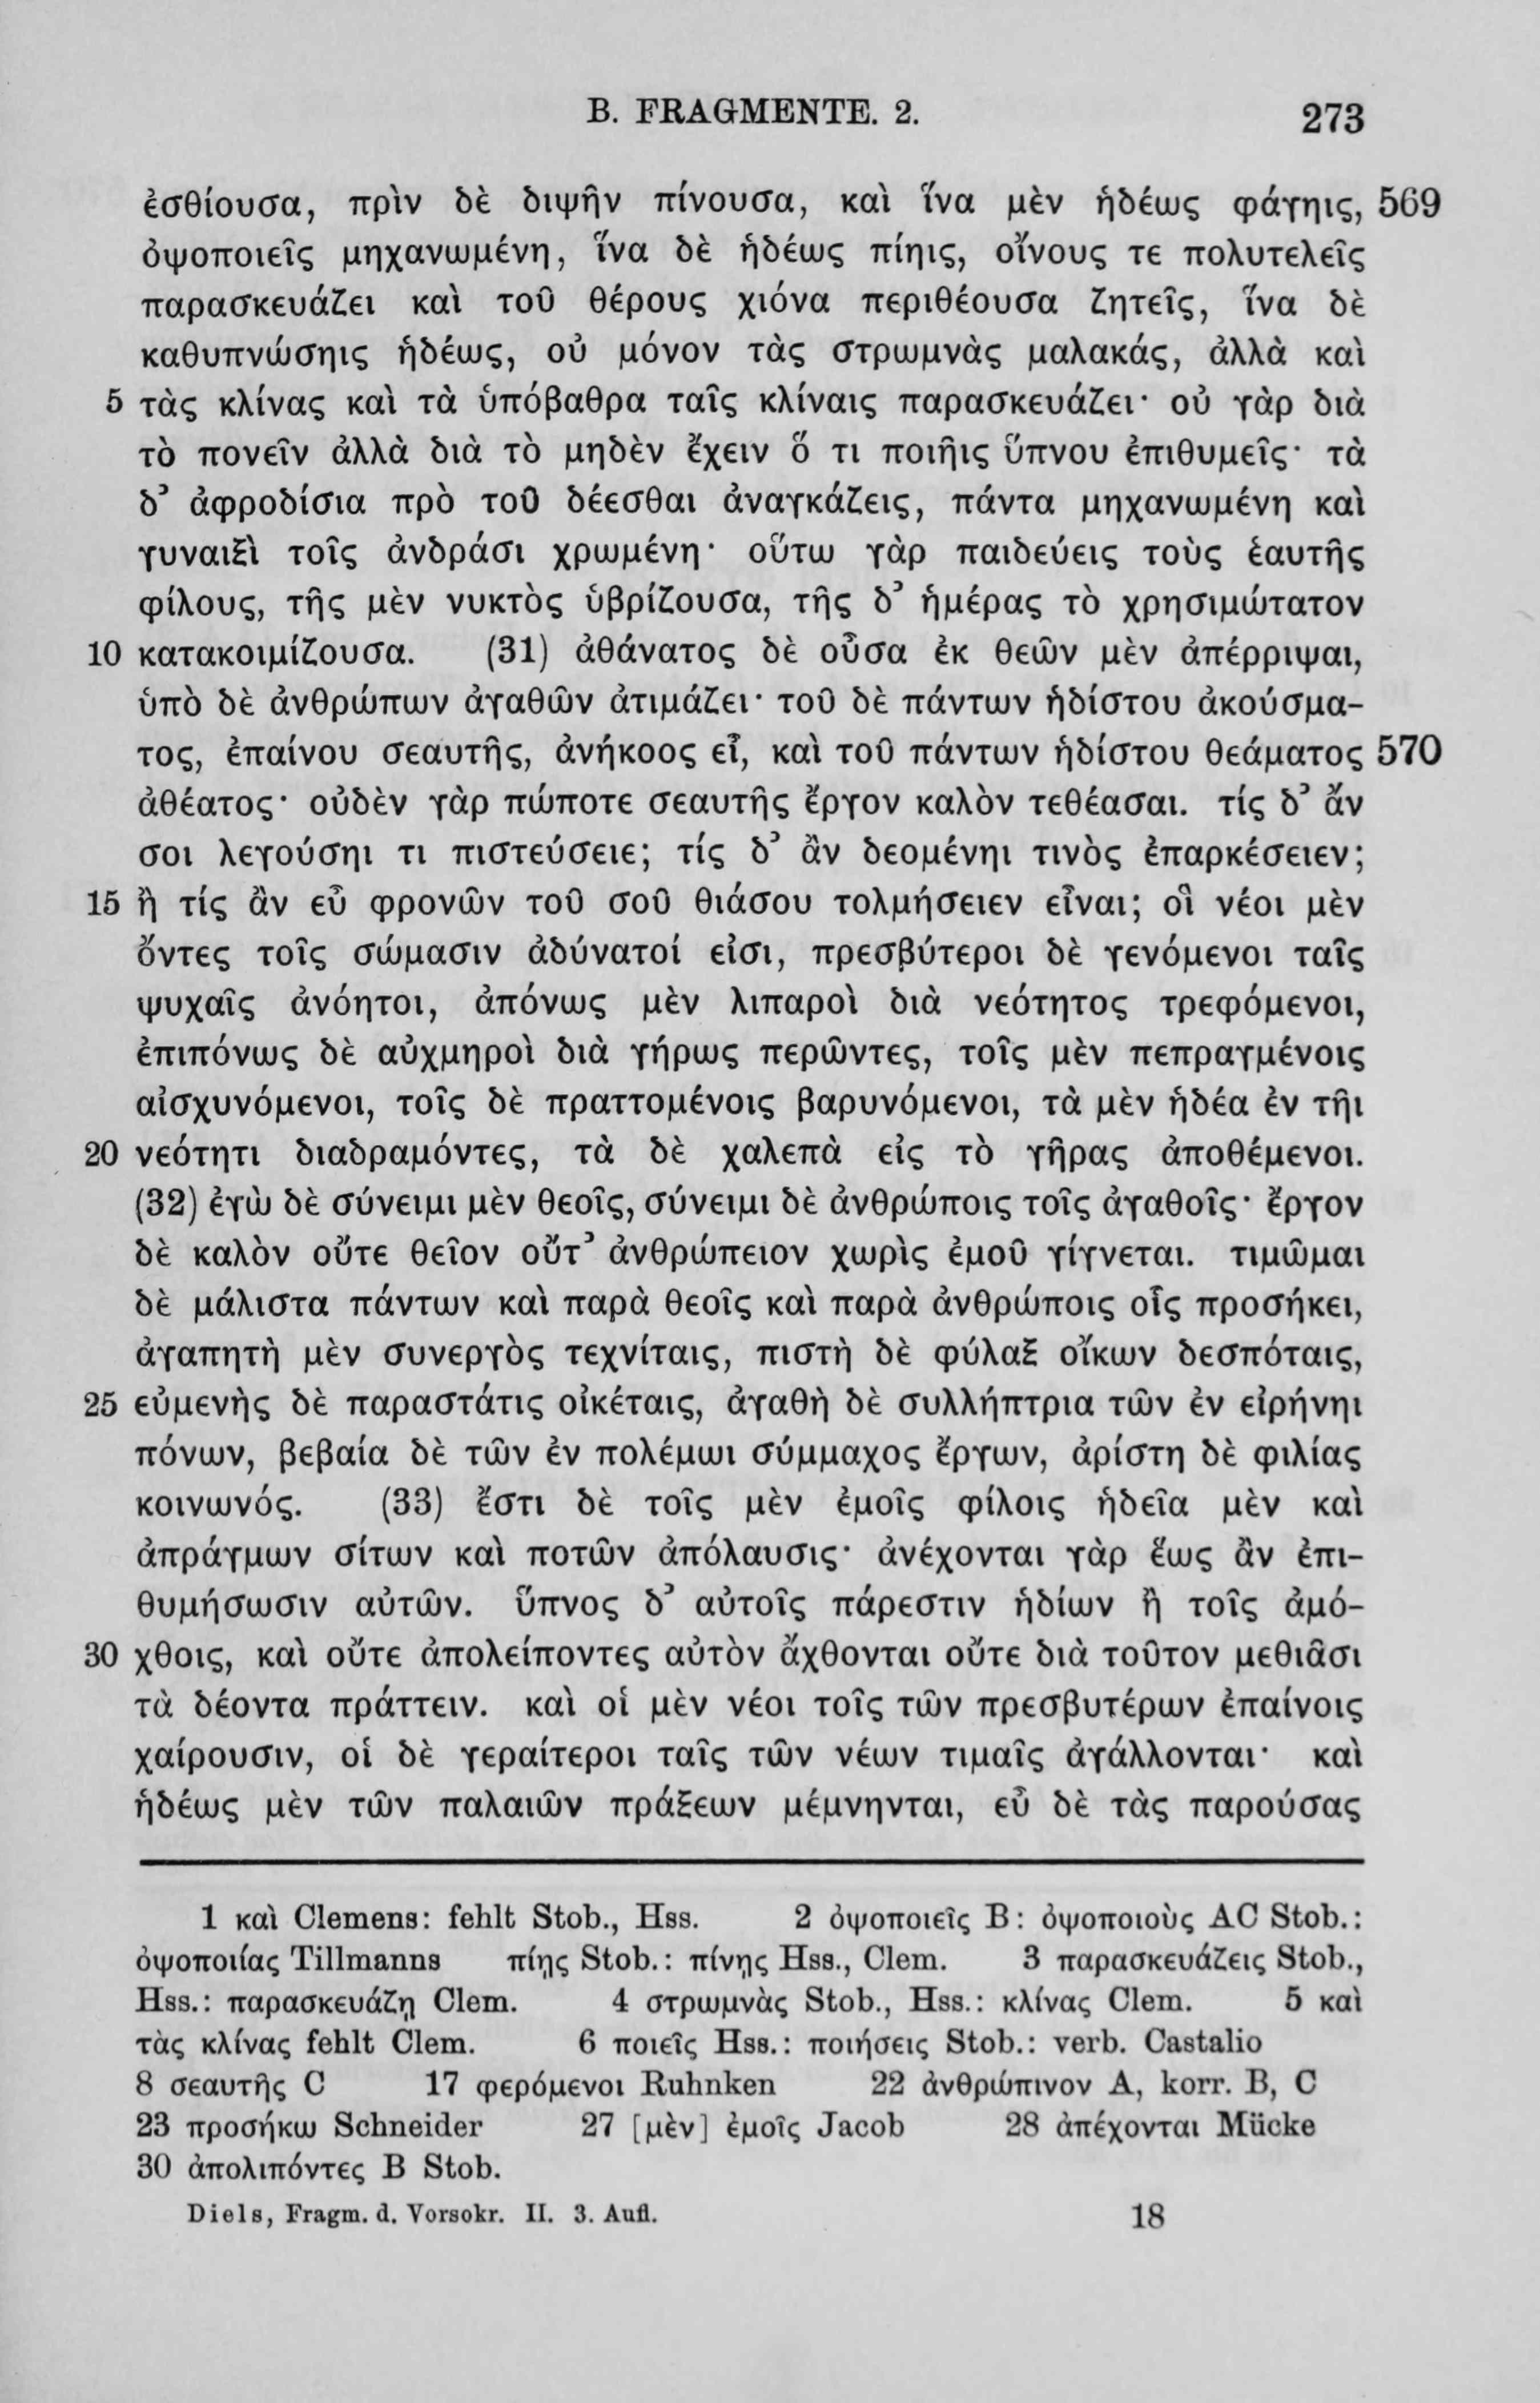 B. FRAGMENTE. 2. 273
ἐσθίουσα, πρὶν δὲ διψῆν πίνουσα, καὶ ἵνα μὲν ἡδέως φάγηις, 569
ὀψοποιεῖς μηχανωμένη, ἵνα δὲ ἡδέως πίηις, οἴνους τε πολυτελεῖς
παρασκευάζει καὶ τοῦ θέρους χιόνα περιθέουσα ζητεῖς, ἵνα δὲ
καθυπνώσηις ἡδέως, οὐ μόνον τὰς στρωμνὰς μαλακάς, ἀλλὰ καὶ
5 τὰς κλίνας καὶ τὰ ὑπόβαθρα ταῖς κλίναις παρασκευάζει· οὐ γὰρ διὰ
τὸ πονεῖν ἀλλὰ διὰ τὸ μηδὲν ἔχειν ὅ τι ποιῆις ὕπνου ἐπιθυμεῖς· τὰ
δ’ ἀφροδίσια πρὸ τοῦ δέεσθαι ἀναγκάζεις, πάντα μηχανωμένη καὶ
γυναιξὶ τοῖς ἀνδράσι χρωμένη· οὕτω γὰρ παιδεύεις τοὺς ἑαυτῆς
φίλους, τῆς μὲν νυκτὸς ὑβρίζουσα, τῆς δ’ ἡμέρας τὸ χρησιμώτατον
10 κατακοιμίζουσα. (31) ἀθάνατος δὲ οὖσα ἐκ θεῶν μὲν ἀπέρριψαι,
ὑπὸ δὲ ἀνθρώπων ἀγαθῶν ἀτιμάζει· τοῦ δὲ πάντων ἡδίστου ἀκούσμα-
τος, ἐπαίνου σεαυτῆς, ἀνήκοος εἶ, καὶ τοῦ πάντων ἡδίστου θεάματος 570
ἀθέατος· οὐδὲν γὰρ πώποτε σεαυτῆς ἔργον καλὸν τεθέασαι. τίς δ’ ἄν
σοι λεγούσηι τι πιστεύσειε; τίς δ’ ἂν δεομένηι τινὸς ἐπαρκέσειεν;
15 ἢ τίς ἂν εὖ φρονῶν τοῦ σοῦ θιάσου τολμήσειεν εἶναι; οἳ νέοι μὲν
ὄντες τοῖς σώμασιν ἀδύνατοί εἰσι, πρεσβύτεροι δὲ γενόμενοι ταῖς
ψυχαῖς ἀνόητοι, ἀπόνως μὲν λιπαροὶ διὰ νεότητος τρεφόμενοι,
ἐπιπόνως δὲ αὐχμηροὶ διὰ γήρως περῶντες, τοῖς μὲν πεπραγμένοις
αἰσχυνόμενοι, τοῖς δὲ πραττομένοις βαρυνόμενοι, τὰ μὲν ἡδέα ἐν τῆι
20 νεότητι διαδραμόντες, τὰ δὲ χαλεπὰ εἰς τὸ γῆρας ἀποθέμενοι.
(32) ἐγὼ δὲ σύνειμι μὲν θεοῖς, σύνειμι δὲ ἀνθρώποις τοῖς ἀγαθοῖς· ἔργον
δὲ καλὸν οὔτε θεῖον οὔτ’ ἀνθρώπειον χωρὶς ἐμοῦ γίγνεται. τιμῶμαι
δὲ μάλιστα πάντων καὶ παρὰ θεοῖς καὶ παρὰ ἀνθρώποις οἷς προσήκει,
ἀγαπητὴ μὲν συνεργὸς τεχνίταις, πιστὴ δὲ φύλαξ οἴκων δεσπόταις,
25 εὐμενὴς δὲ παραστάτις οἰκέταις, ἀγαθὴ δὲ συλλήπτρια τῶν ἐν εἰρήνηι
πόνων, βεβαία δὲ τῶν ἐν πολέμωι σύμμαχος ἔργων, ἀρίστη δὲ φιλίας
κοινωνός. (33) ἔστι δὲ τοῖς μὲν ἐμοῖς φίλοις ἡδεῖα μὲν καὶ
ἀπράγμων σίτων καὶ ποτῶν ἀπόλαυσις· ἀνέχονται γὰρ ἕως ἂν ἐπι-
θυμήσωσιν αὐτῶν. ὕπνος δ’ αὐτοῖς πάρεστιν ἡδίων ἢ τοῖς ἀμό-
30 χθοις, καὶ οὔτε ἀπολείποντες αὐτὸν ἄχθονται οὔτε διὰ τοῦτον μεθιᾶσι
τὰ δέοντα πράττειν. καὶ οἱ μὲν νέοι τοῖς τῶν πρεσβυτέρων ἐπαίνοις
χαίρουσιν, οἱ δὲ γεραίτεροι ταῖς τῶν νέων τιμαῖς ἀγάλλονται· καὶ
ἡδέως μὲν τῶν παλαιῶν πράξεων μέμνηνται, εὖ δὲ τὰς παρούσας
1 καὶ Clemens: fehlt Stob., Hss. 2 ὀψοποιεῖς B: ὀψοποιοὺς AC Stob.:
ὀψοποιίας Tillmanns πίῃς Stob.: πίνῃς Hss., Clem. 3 παρασκευάζεις Stob.,
Hss.: παρασκευάζῃ Clem. 4 στρωμνὰς Stob., Hss.: κλίνας Clem. 5 καὶ
τὰς κλίνας fehlt Clem. 6 ποιεῖς Hss.: ποιήσεις Stob.: verb. Castalio
8 σεαυτῆς C 17 φερόμενοι Ruhnken 22 ἀνθρώπινον A, korr. B, C
23 προσήκω Schneider 27 [μὲν] ἐμοῖς Jacob 28 ἀπέχονται Mücke
30 ἀπολιπόντες B Stob.
Diels, Fragm. d. Vorsokr. II. 3. Aufl. 18